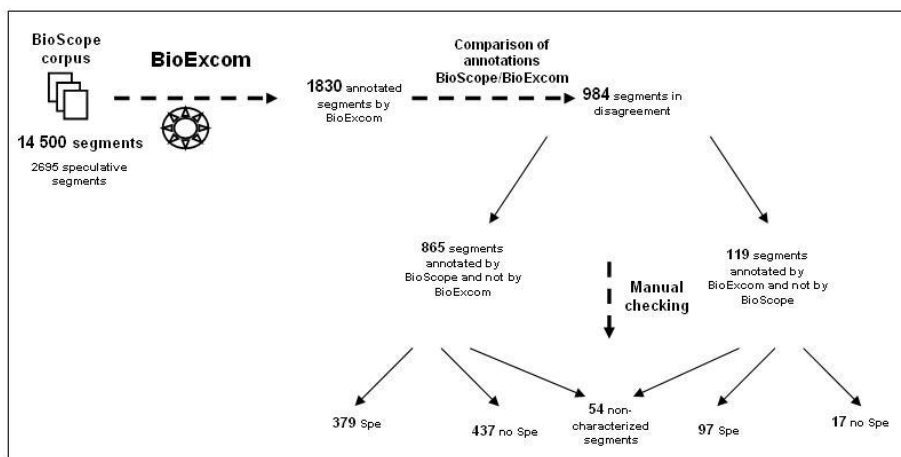 BioScope
corpus
14 500 segments
2695 speculative
segments
BioExcom
1830 annotated
segments by
BioExcom
Comparison of
annotations
BioScope/BioExcom
984 segments in
disagreement
865 segments
annotated by
BioScope and not by
BioExcom
119 segments
annotated by
BioExcom and not by
BioScope
Manual
checking
379 Spe
437 no Spe
54 non-
characterized
segments
97 Spe
17 no Spe